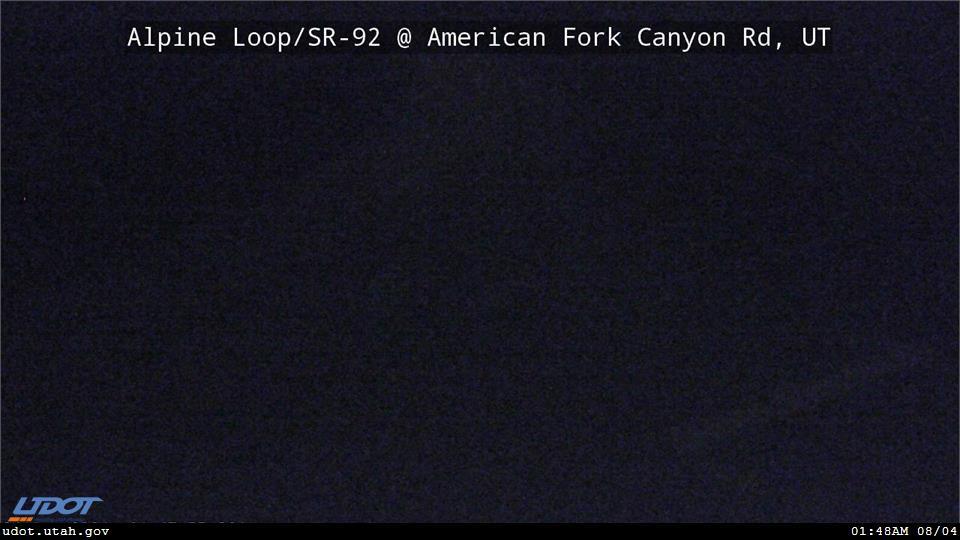 Alpine Loop/SR-92 @ American Fork Canyon Rd, UT
UDOT
udot.utah.gov
01:48AM 08/04